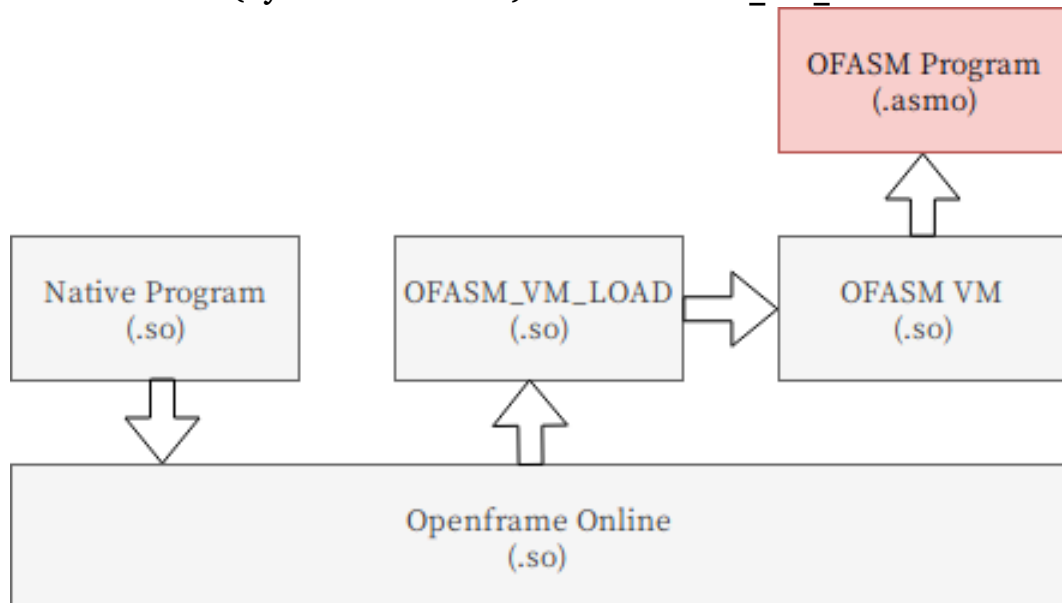 OFASM Program
(.asmo)
Native Program
(.so)
OFASM_VM_LOAD
(.so)
OFASM VM
(.so)
Openframe Online
(.so)